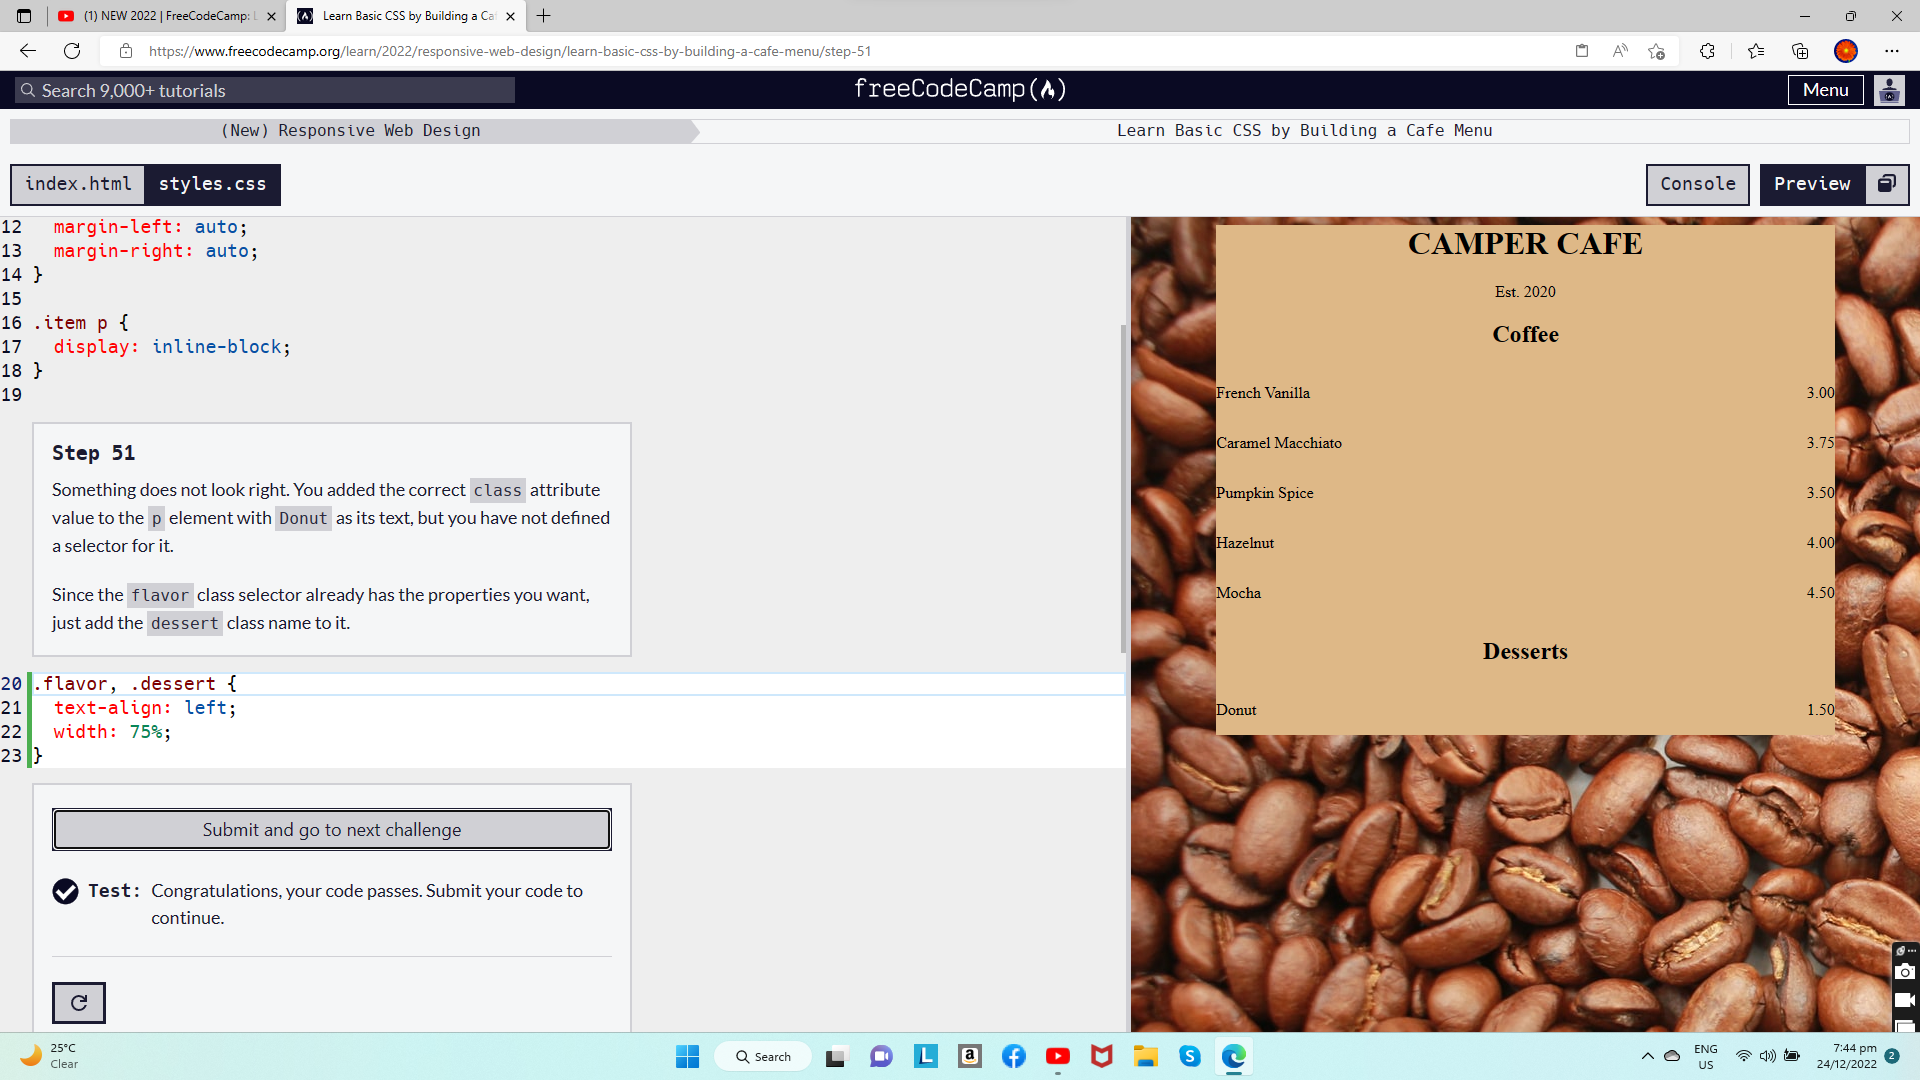 (1) NEW 2022 | FreeCodeCamp:
Learn Basic CSS by Building a Caf
https://www.freecodecamp.org/learn/2022/responsive-web-design/learn-basic-css-by-building-a-cafe-menu/step-51
Search 9,000+ tutorials
freeCodeCamp
Menu
(New) Responsive Web Design
Learn Basic CSS by Building a Cafe Menu
index.html
styles.css
Console
Preview
12 margin-left: auto;
13 margin-right: auto;
14 }
15
16 .item p {
17 display: inline-block;
18 }
19
Step 51
Something does not look right. You added the correct class attribute
value to the p element with Donut as its text, but you have not defined
a selector for it.
Since the flavor class selector already has the properties you want,
just add the dessert class name to it.
20 .flavor, .dessert {
21 text-align: left;
22 width: 75%;
23 }
Submit and go to next challenge
Test: Congratulations, your code passes. Submit your code to
continue.
CAMPER CAFE
Est. 2020
Coffee
French Vanilla 3.00
Caramel Macchiato 3.75
Pumpkin Spice 3.50
Hazelnut 4.00
Mocha 4.50
Desserts
Donut 1.50
25°C
Clear
Search
ENG
US
7:44 pm
24/12/2022
2